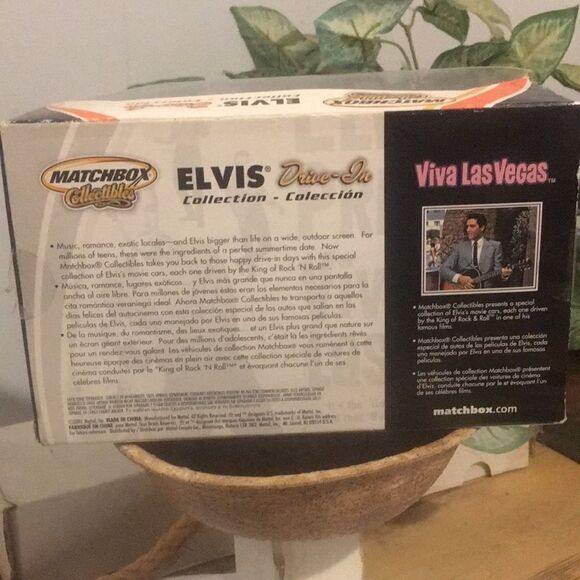 MATCHBOX
ELVIS
Collection
MATCHBOX
Collectibles
ELVIS® Drive-In
Collection - Colección
• Music, romance, exotic locales—and Elvis bigger than life on a wide, outdoor screen. For
millions of teens, these were the ingredients of a perfect summertime date. Now
Matchbox® Collectibles takes you back to those happy drive-in days with this special
collection of Elvis's movie cars, each one driven by the King of Rock 'N Roll™
• Música, romance, lugares exóticos... y Elvis más grande que nunca en una pantalla
ancha al aire libre. Para millones de jóvenes éstos eran los elementos necesarios para la
cita romántica veraniega ideal. Ahora Matchbox® Collectibles te transporta a aquellos
días felices del autocinema con esta colección especial de los autos que salían en las
películas de Elvis, cada uno manejado por Elvis en una de sus famosas películas.
• De la musique, du romantisme, des lieux exotiques... et un Elvis plus grand que nature sur
un écran géant extérieur. Pour des millions d'adolescents, c'était là les ingrédients rêvés
pour un rendez-vous galant. Les véhicules de collection Matchbox® vous ramènent à cette
heureuse époque des cinémas en plein air avec cette collection spéciale de voitures de
cinéma conduites par le "King of Rock 'N Roll™" et évoquant chacune l'un de ses
célèbres films.
MADE IN CHINA.
FABRIQUÉ EN CHINE
Viva Las Vegas™
• Matchbox® Collectibles presents a special
collection of Elvis's movie cars, each one driven
by the King of Rock & Roll™ in one of his
famous films.
• Matchbox® Collectibles presenta una colección
especial de autos de las películas de Elvis, cada
uno manejado por Elvis en una de sus famosas
películas.
• Les véhicules de collection Matchbox® présentent
une collection spéciale des voitures de cinéma
d'Elvis, conduite chacune par le et évoquant l'un
de ses célèbres films.
matchbox.com